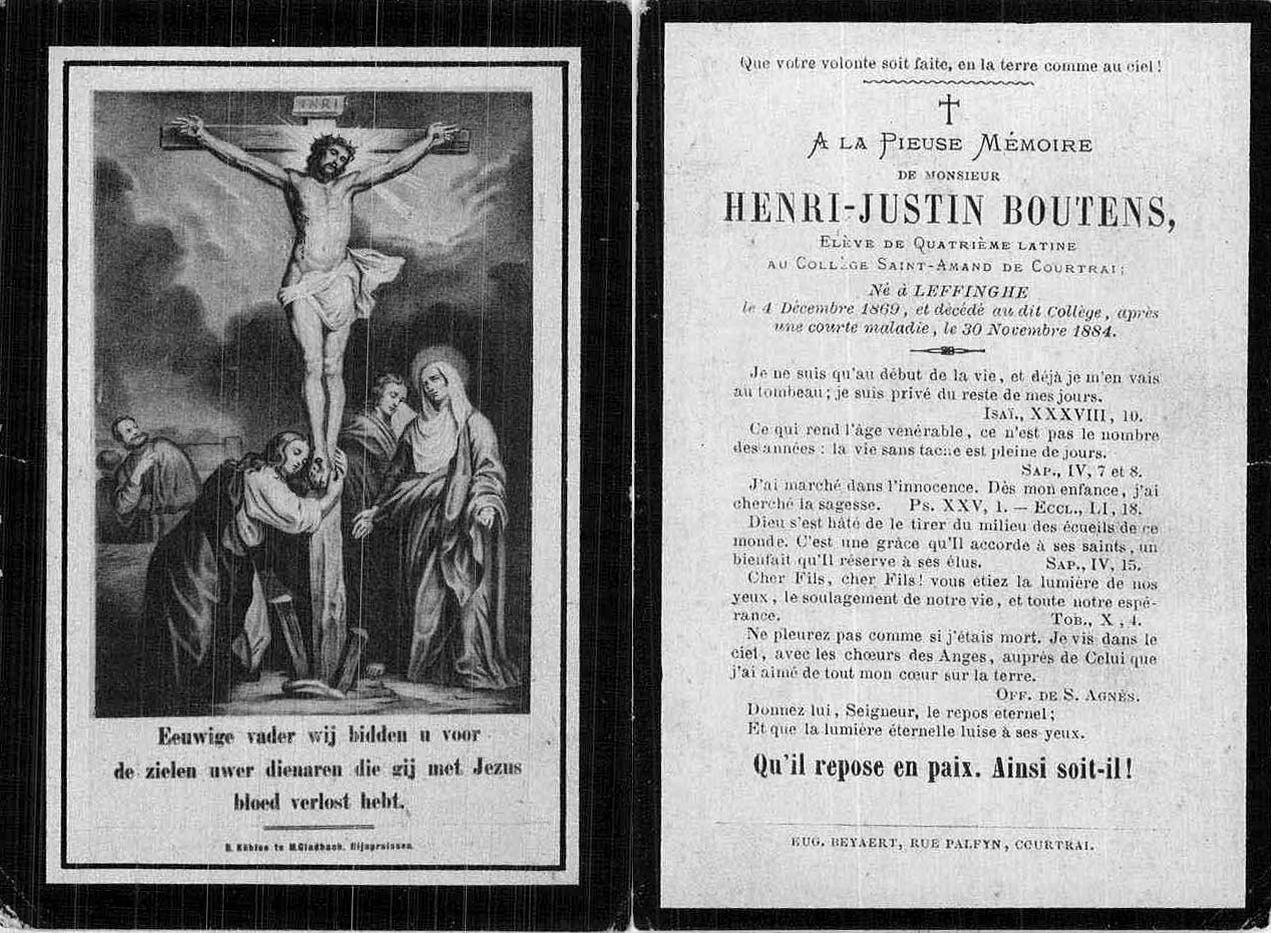 INRI
Eeuwige vader wij bidden u voor
de zielen uwer dienaren die gij met Jezus
bloed verlost hebt.
B. Kühlen te M.Gladbach. Rijnpruissen.
Que votre volonte soit faite, en la terre comme au ciel !
A LA PIEUSE MÉMOIRE
DE MONSIEUR
HENRI-JUSTIN BOUTENS,
ELÈVE DE QUATRIÈME LATINE
AU COLLÈGE SAINT-AMAND DE COURTRAI ;
Né à LEFFINGHE
le 4 Décembre 1869, et décédé au dit Collège, après
une courte maladie, le 30 Novembre 1884.
Je ne suis qu'au début de la vie, et déjà je m'en vais
au tombeau ; je suis privé du reste de mes jours.
ISAÏ., XXXVIII, 10.
Ce qui rend l'âge vénérable, ce n'est pas le nombre
des années : la vie sans tache est pleine de jours.
SAP., IV, 7 et 8.
J'ai marché dans l'innocence. Dès mon enfance, j'ai
cherché la sagesse. PS. XXV, 1. — ECCL., LI, 18.
Dieu s'est hâté de le tirer du milieu des écueils de ce
monde. C'est une grâce qu'Il accorde à ses saints, un
bienfait qu'Il réserve à ses élus. SAP., IV, 15.
Cher Fils, cher Fils ! vous étiez la lumière de nos
yeux, le soulagement de notre vie, et toute notre espé-
rance. TOB., X, 4.
Ne pleurez pas comme si j'étais mort. Je vis dans le
ciel, avec les chœurs des Anges, auprès de Celui que
j'ai aimé de tout mon cœur sur la terre.
OFF. DE S. AGNÈS.
Donnez lui, Seigneur, le repos éternel ;
Et que la lumière éternelle luise à ses yeux.
Qu'il repose en paix. Ainsi soit-il !
EUG. BEYAERT, RUE PALFYN, COURTRAI.